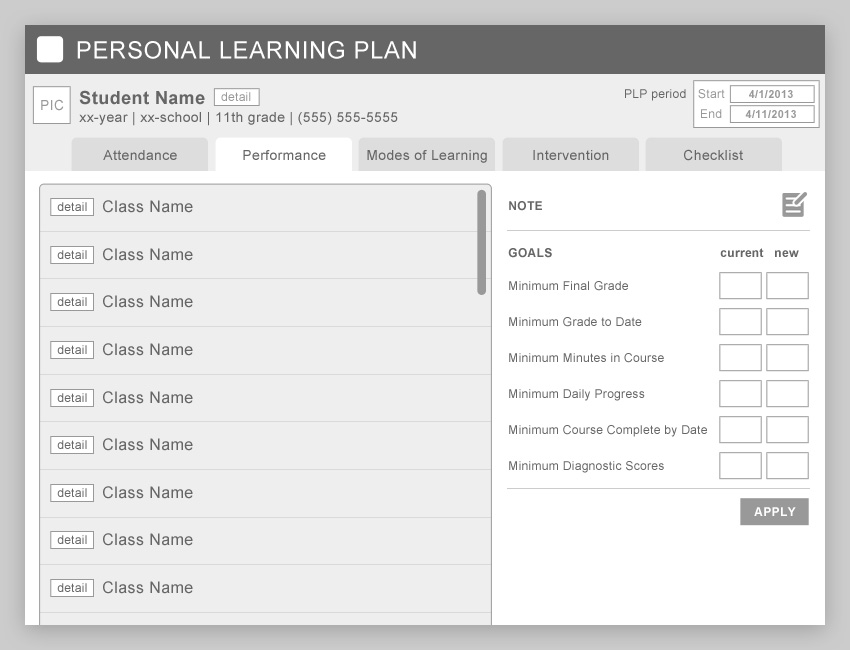 PERSONAL LEARNING PLAN
PIC
Student Name detail
xx-year | xx-school | 11th grade | (555) 555-5555
PLP period
Start 4/1/2013
End 4/11/2013
Attendance Performance Modes of Learning Intervention Checklist
detail Class Name
detail Class Name
detail Class Name
detail Class Name
detail Class Name
detail Class Name
detail Class Name
detail Class Name
detail Class Name
NOTE
GOALS current new
Minimum Final Grade
Minimum Grade to Date
Minimum Minutes in Course
Minimum Daily Progress
Minimum Course Complete by Date
Minimum Diagnostic Scores
APPLY